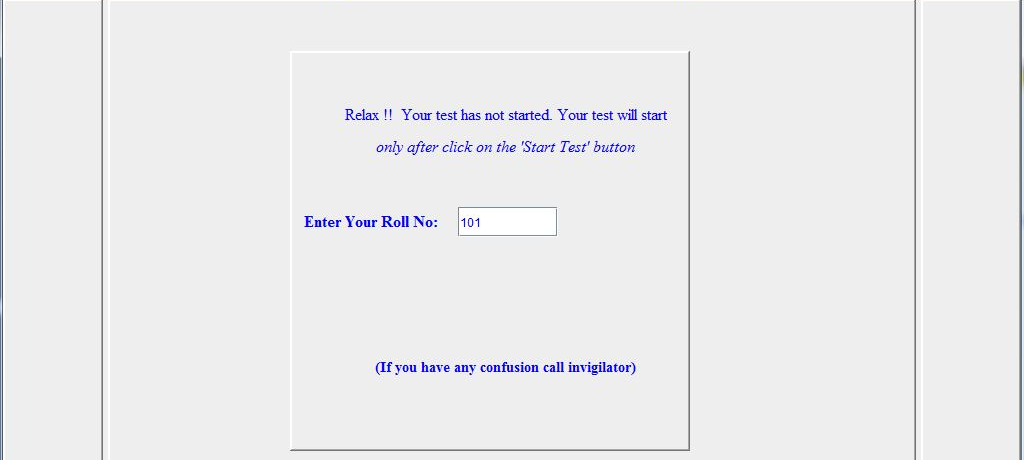 Relax !!  Your test has not started. Your test will start
only after click on the 'Start Test' button
Enter Your Roll No: 101
(If you have any confusion call invigilator)